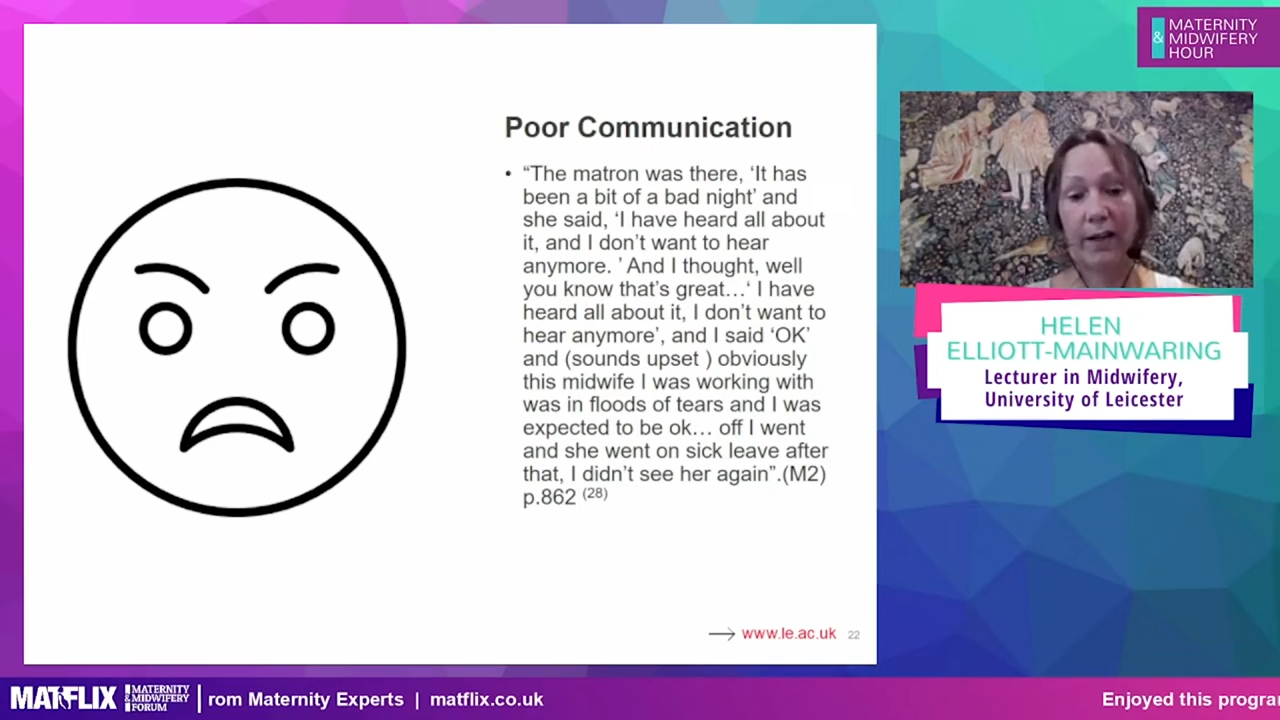 MATERNITY
& MIDWIFERY
HOUR
Poor Communication
• “The matron was there, ‘It has
been a bit of a bad night’ and
she said, ‘I have heard all about
it, and I don’t want to hear
anymore. ’ And I thought, well
you know that’s great…‘ I have
heard all about it, I don’t want to
hear anymore’, and I said ‘OK’
and (sounds upset ) obviously
this midwife I was working with
was in floods of tears and I was
expected to be ok… off I went
and she went on sick leave after
that, I didn’t see her again”.(M2)
p.862 (28)
www.le.ac.uk 22
HELEN
ELLIOTT-MAINWARING
Lecturer in Midwifery,
University of Leicester
MATFLIX
MATERNITY
& MIDWIFERY
FORUM
rom Maternity Experts | matflix.co.uk
Enjoyed this progra